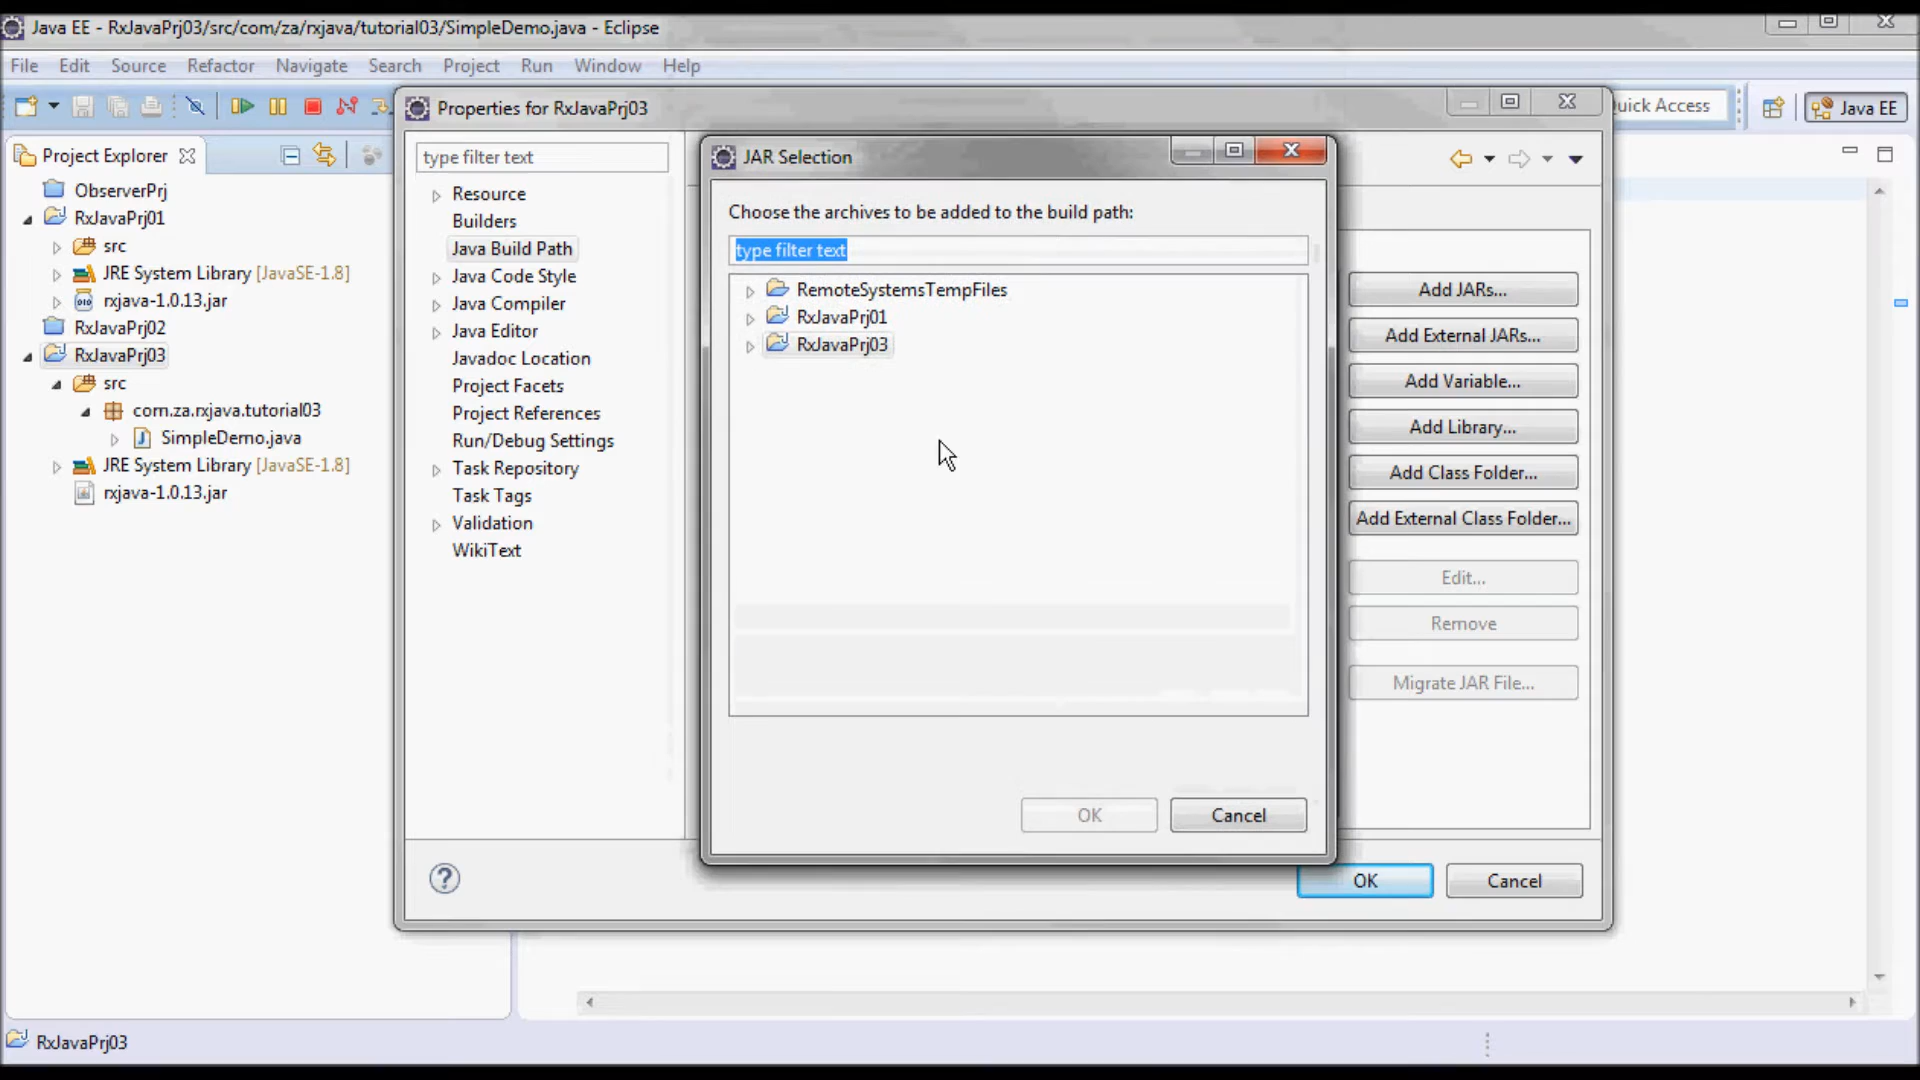 Java EE - RxJavaPrj03/src/com/za/rxjava/tutorial03/SimpleDemo.java - Eclipse
File Edit Source Refactor Navigate Search Project Run Window Help
Quick Access
Java EE
Project Explorer
ObserverPrj
RxJavaPrj01
src
JRE System Library [JavaSE-1.8]
rxjava-1.0.13.jar
RxJavaPrj02
RxJavaPrj03
src
com.za.rxjava.tutorial03
SimpleDemo.java
JRE System Library [JavaSE-1.8]
rxjava-1.0.13.jar
Properties for RxJavaPrj03
type filter text
Resource
Builders
Java Build Path
Java Code Style
Java Compiler
Java Editor
Javadoc Location
Project Facets
Project References
Run/Debug Settings
Task Repository
Task Tags
Validation
WikiText
JAR Selection
Choose the archives to be added to the build path:
type filter text
RemoteSystemsTempFiles
RxJavaPrj01
RxJavaPrj03
OK Cancel
Add JARs...
Add External JARs...
Add Variable...
Add Library...
Add Class Folder...
Add External Class Folder...
Edit...
Remove
Migrate JAR File...
OK Cancel
RxJavaPrj03